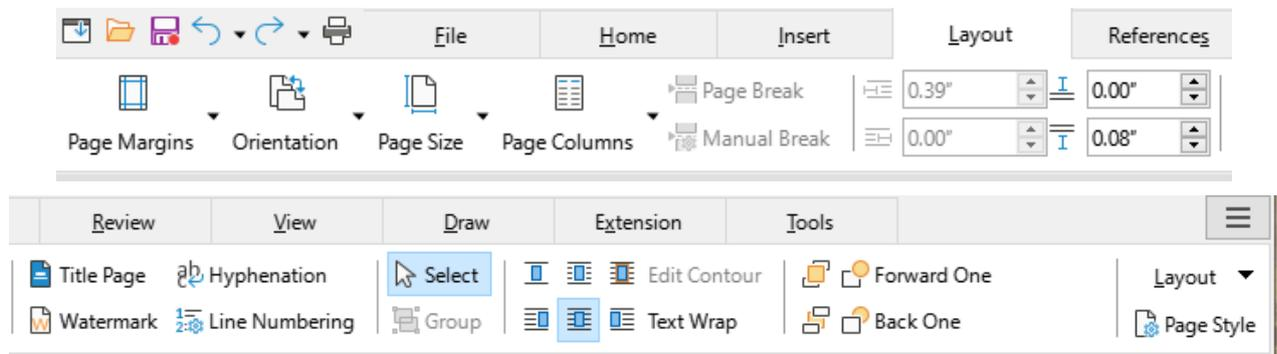 File Home Insert Layout References
Page Break 0.39" 0.00"
Page Margins Orientation Page Size Page Columns Manual Break 0.00" 0.08"
Review View Draw Extension Tools
Title Page Hyphenation Select Edit Contour Forward One Layout
Watermark Line Numbering Group Text Wrap Back One Page Style